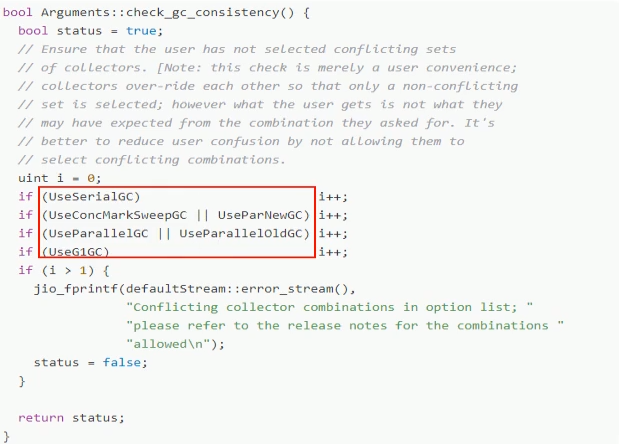 bool Arguments::check_gc_consistency() {
  bool status = true;
  // Ensure that the user has not selected conflicting sets
  // of collectors. [Note: this check is merely a user convenience;
  // collectors over-ride each other so that only a non-conflicting
  // set is selected; however what the user gets is not what they
  // may have expected from the combination they asked for. It's
  // better to reduce user confusion by not allowing them to
  // select conflicting combinations.
  uint i = 0;
  if (UseSerialGC)                       i++;
  if (UseConcMarkSweepGC || UseParNewGC) i++;
  if (UseParallelGC || UseParallelOldGC) i++;
  if (UseG1GC)                           i++;
  if (i > 1) {
    jio_fprintf(defaultStream::error_stream(),
                "Conflicting collector combinations in option list; "
                "please refer to the release notes for the combinations "
                "allowed\n");
    status = false;
  }

  return status;
}